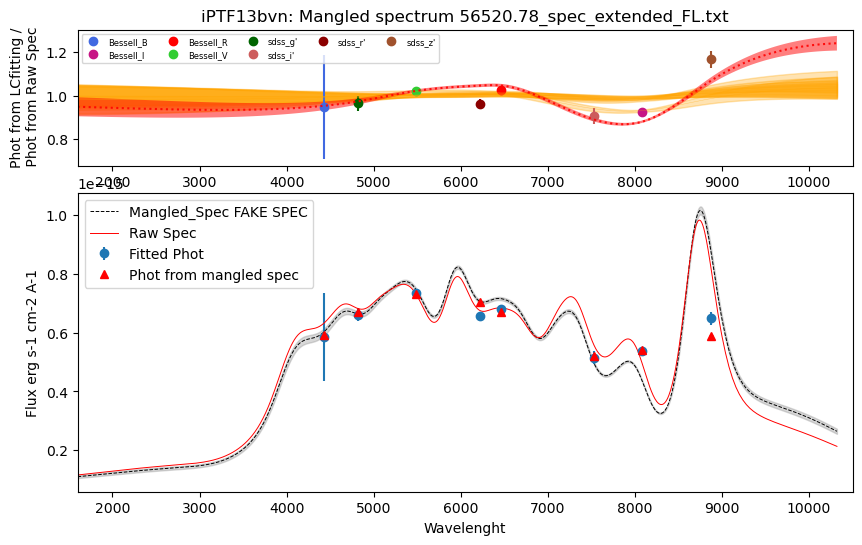 iPTF13bvn: Mangled spectrum 56520.78_spec_extended_FL.txt
Phot from LCfitting /
Phot from Raw Spec
1.2
1.0
0.8
Bessell_B Bessell_R sdss_g' sdss_r' sdss_z'
Bessell_I Bessell_V sdss_i'
2000 3000 4000 5000 6000 7000 8000 9000 10000
1e−15
Flux erg s-1 cm-2 A-1
1.0
0.8
0.6
0.4
0.2
Mangled_Spec FAKE SPEC
Raw Spec
Fitted Phot
Phot from mangled spec
2000 3000 4000 5000 6000 7000 8000 9000 10000
Wavelenght